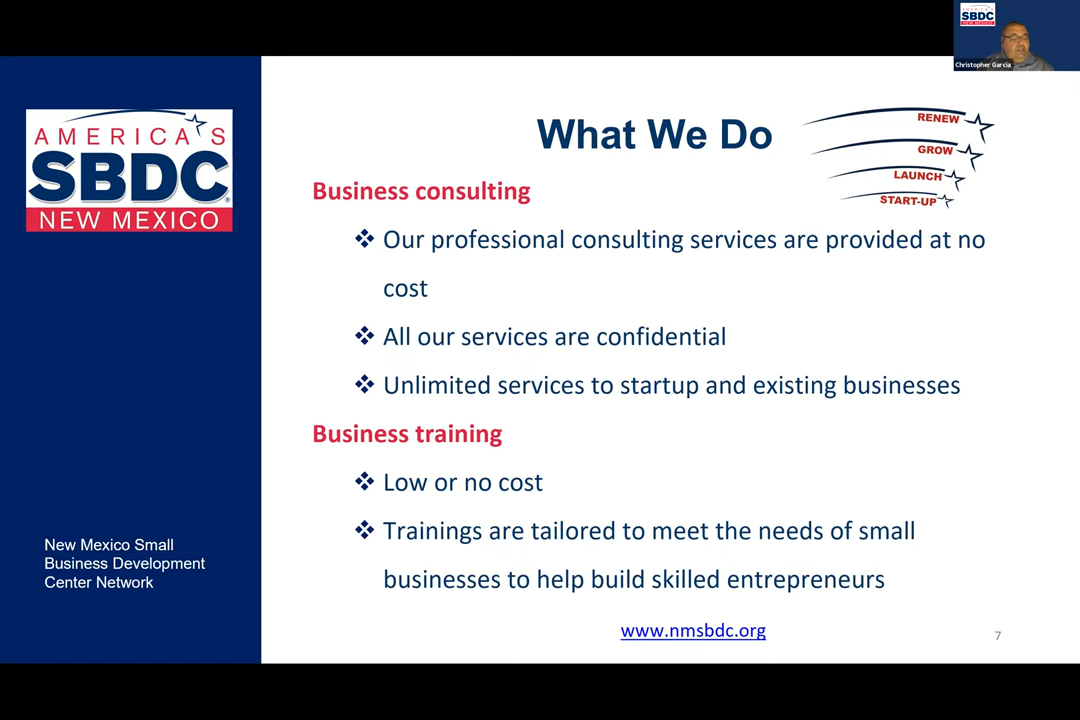 AMERICA'S
SBDC
NEW MEXICO
Christopher Garcia
AMERICA'S
SBDC®
NEW MEXICO
New Mexico Small
Business Development
Center Network
What We Do
RENEW
GROW
LAUNCH
START-UP
Business consulting
❖ Our professional consulting services are provided at no
cost
❖ All our services are confidential
❖ Unlimited services to startup and existing businesses
Business training
❖ Low or no cost
❖ Trainings are tailored to meet the needs of small
businesses to help build skilled entrepreneurs
www.nmsbdc.org
7